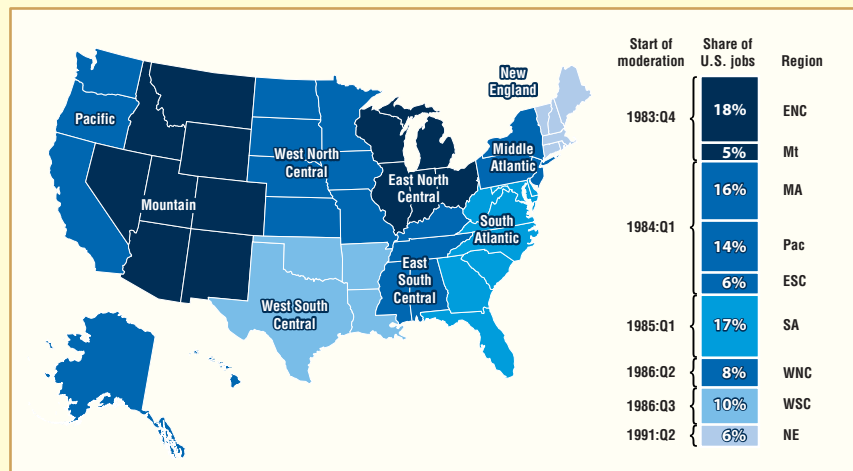 Start of
moderation
Share of
U.S. jobs
Region
New
England
Pacific
West North
Central
Middle
Atlantic
East North
Central
Mountain
South
Atlantic
East
South
Central
West South
Central
1983:Q4
18%
ENC
5%
Mt
1984:Q1
16%
MA
14%
Pac
6%
ESC
1985:Q1
17%
SA
1986:Q2
8%
WNC
1986:Q3
10%
WSC
1991:Q2
6%
NE